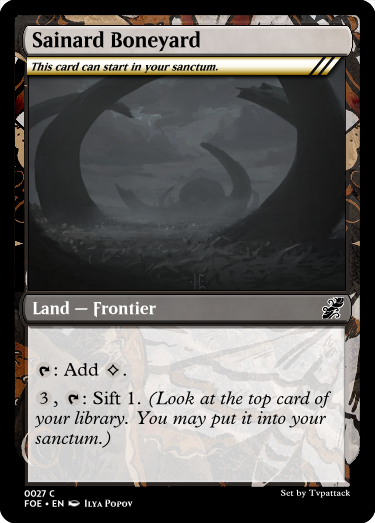 Sainard Boneyard
This card can start in your sanctum.
Land — Frontier
: Add .
3 , : Sift 1. (Look at the top card of
your library. You may put it into your
sanctum.)
0027 C
Set by Tvpattack
FOE • EN Ilya Popov